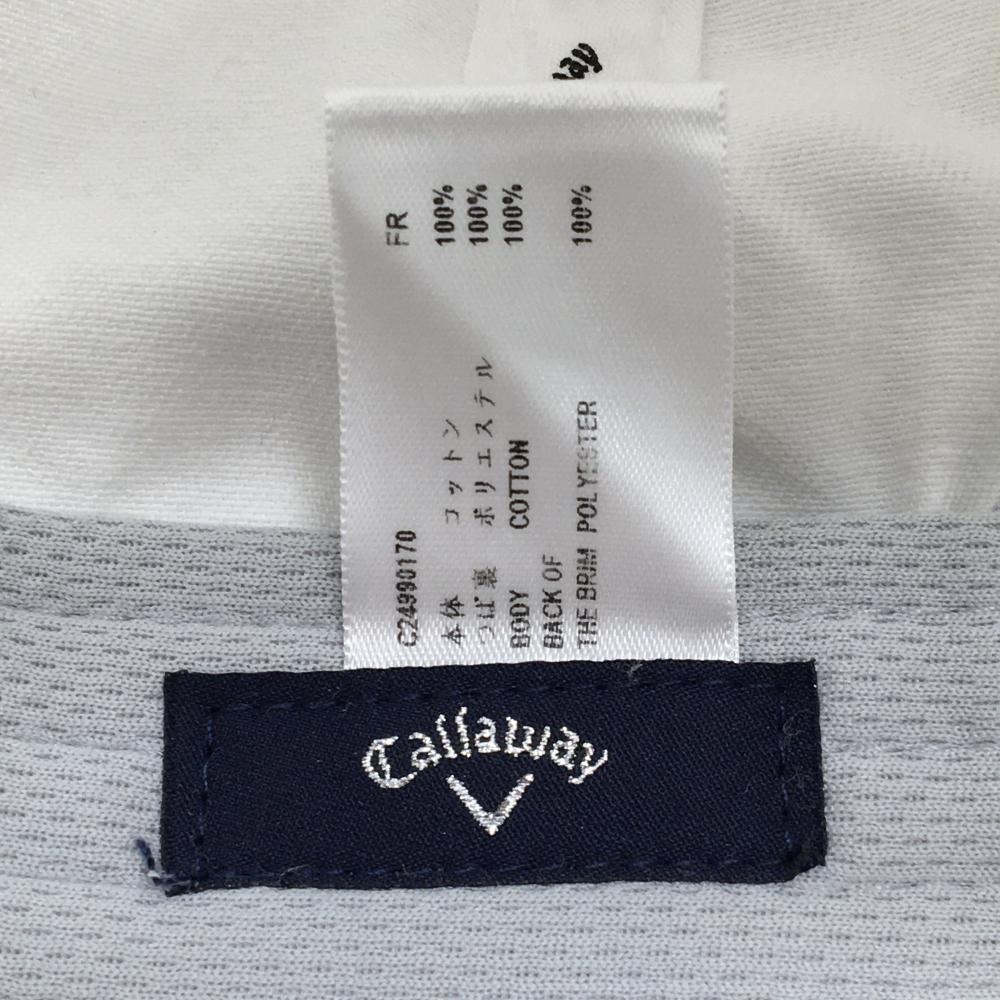 ay
C24990170 FR
本体 コットン 100%
つば裏 ポリエステル 100%
BODY COTTON 100%
BACK OF
THE BRIM POLYESTER 100%
Callaway